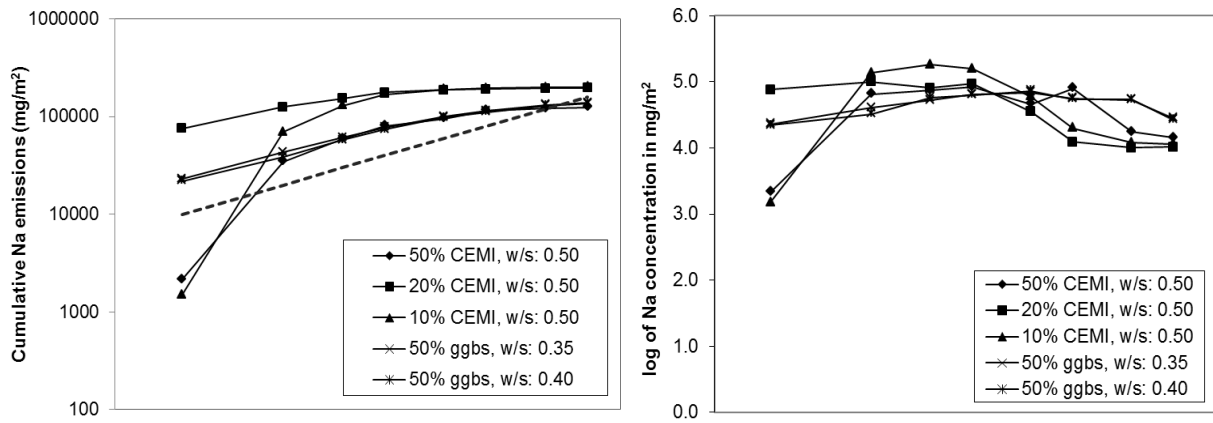 Cumulative Na emissions (mg/m²)
1000000
100000
10000
1000
100
50% CEMI, w/s: 0.50
20% CEMI, w/s: 0.50
10% CEMI, w/s: 0.50
50% ggbs, w/s: 0.35
50% ggbs, w/s: 0.40
log of Na concentration in mg/m²
6.0
5.0
4.0
3.0
2.0
1.0
0.0
50% CEMI, w/s: 0.50
20% CEMI, w/s: 0.50
10% CEMI, w/s: 0.50
50% ggbs, w/s: 0.35
50% ggbs, w/s: 0.40